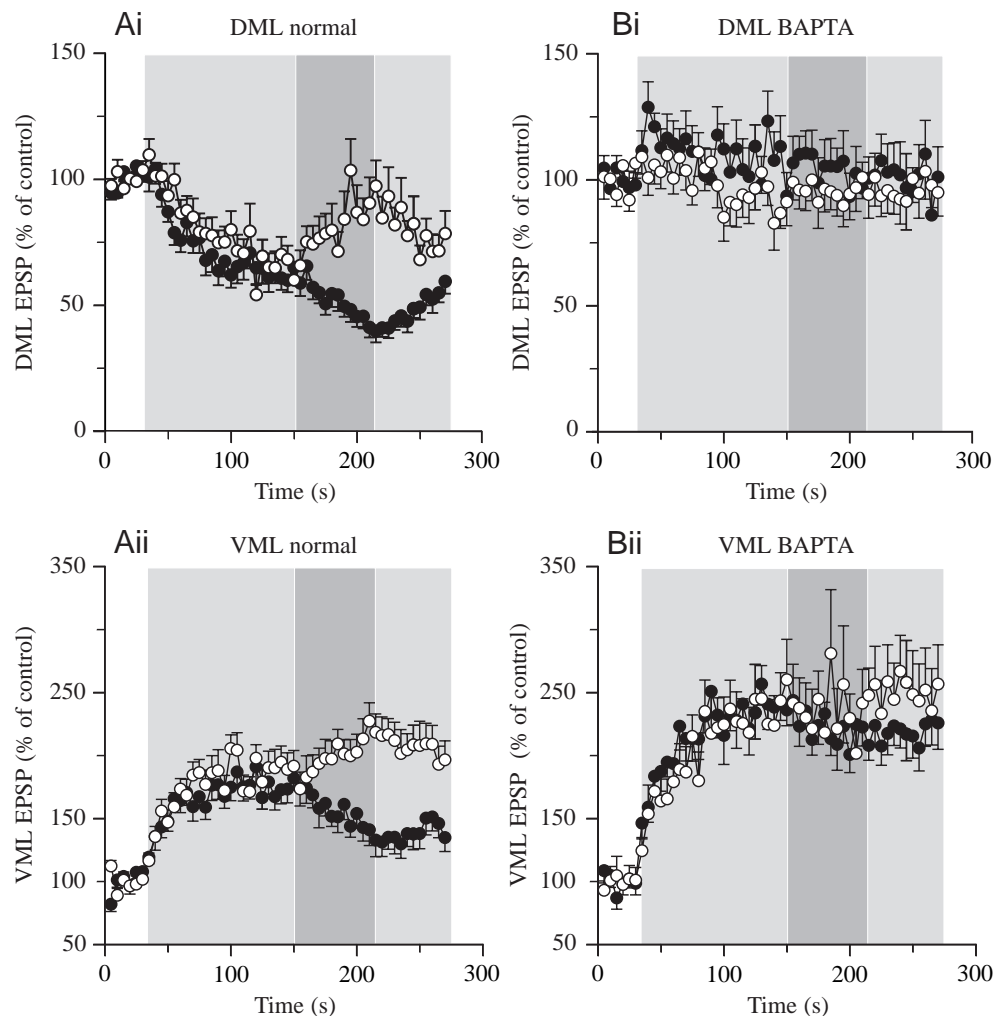 Ai
DML normal
150
100
50
0
DML EPSP (% of control)
0 100 200 300
Time (s)
Bi
DML BAPTA
150
100
50
0
DML EPSP (% of control)
0 100 200 300
Time (s)
Aii
VML normal
350
250
150
100
50
VML EPSP (% of control)
0 100 200 300
Time (s)
Bii
VML BAPTA
350
250
150
100
50
VML EPSP (% of control)
0 100 200 300
Time (s)